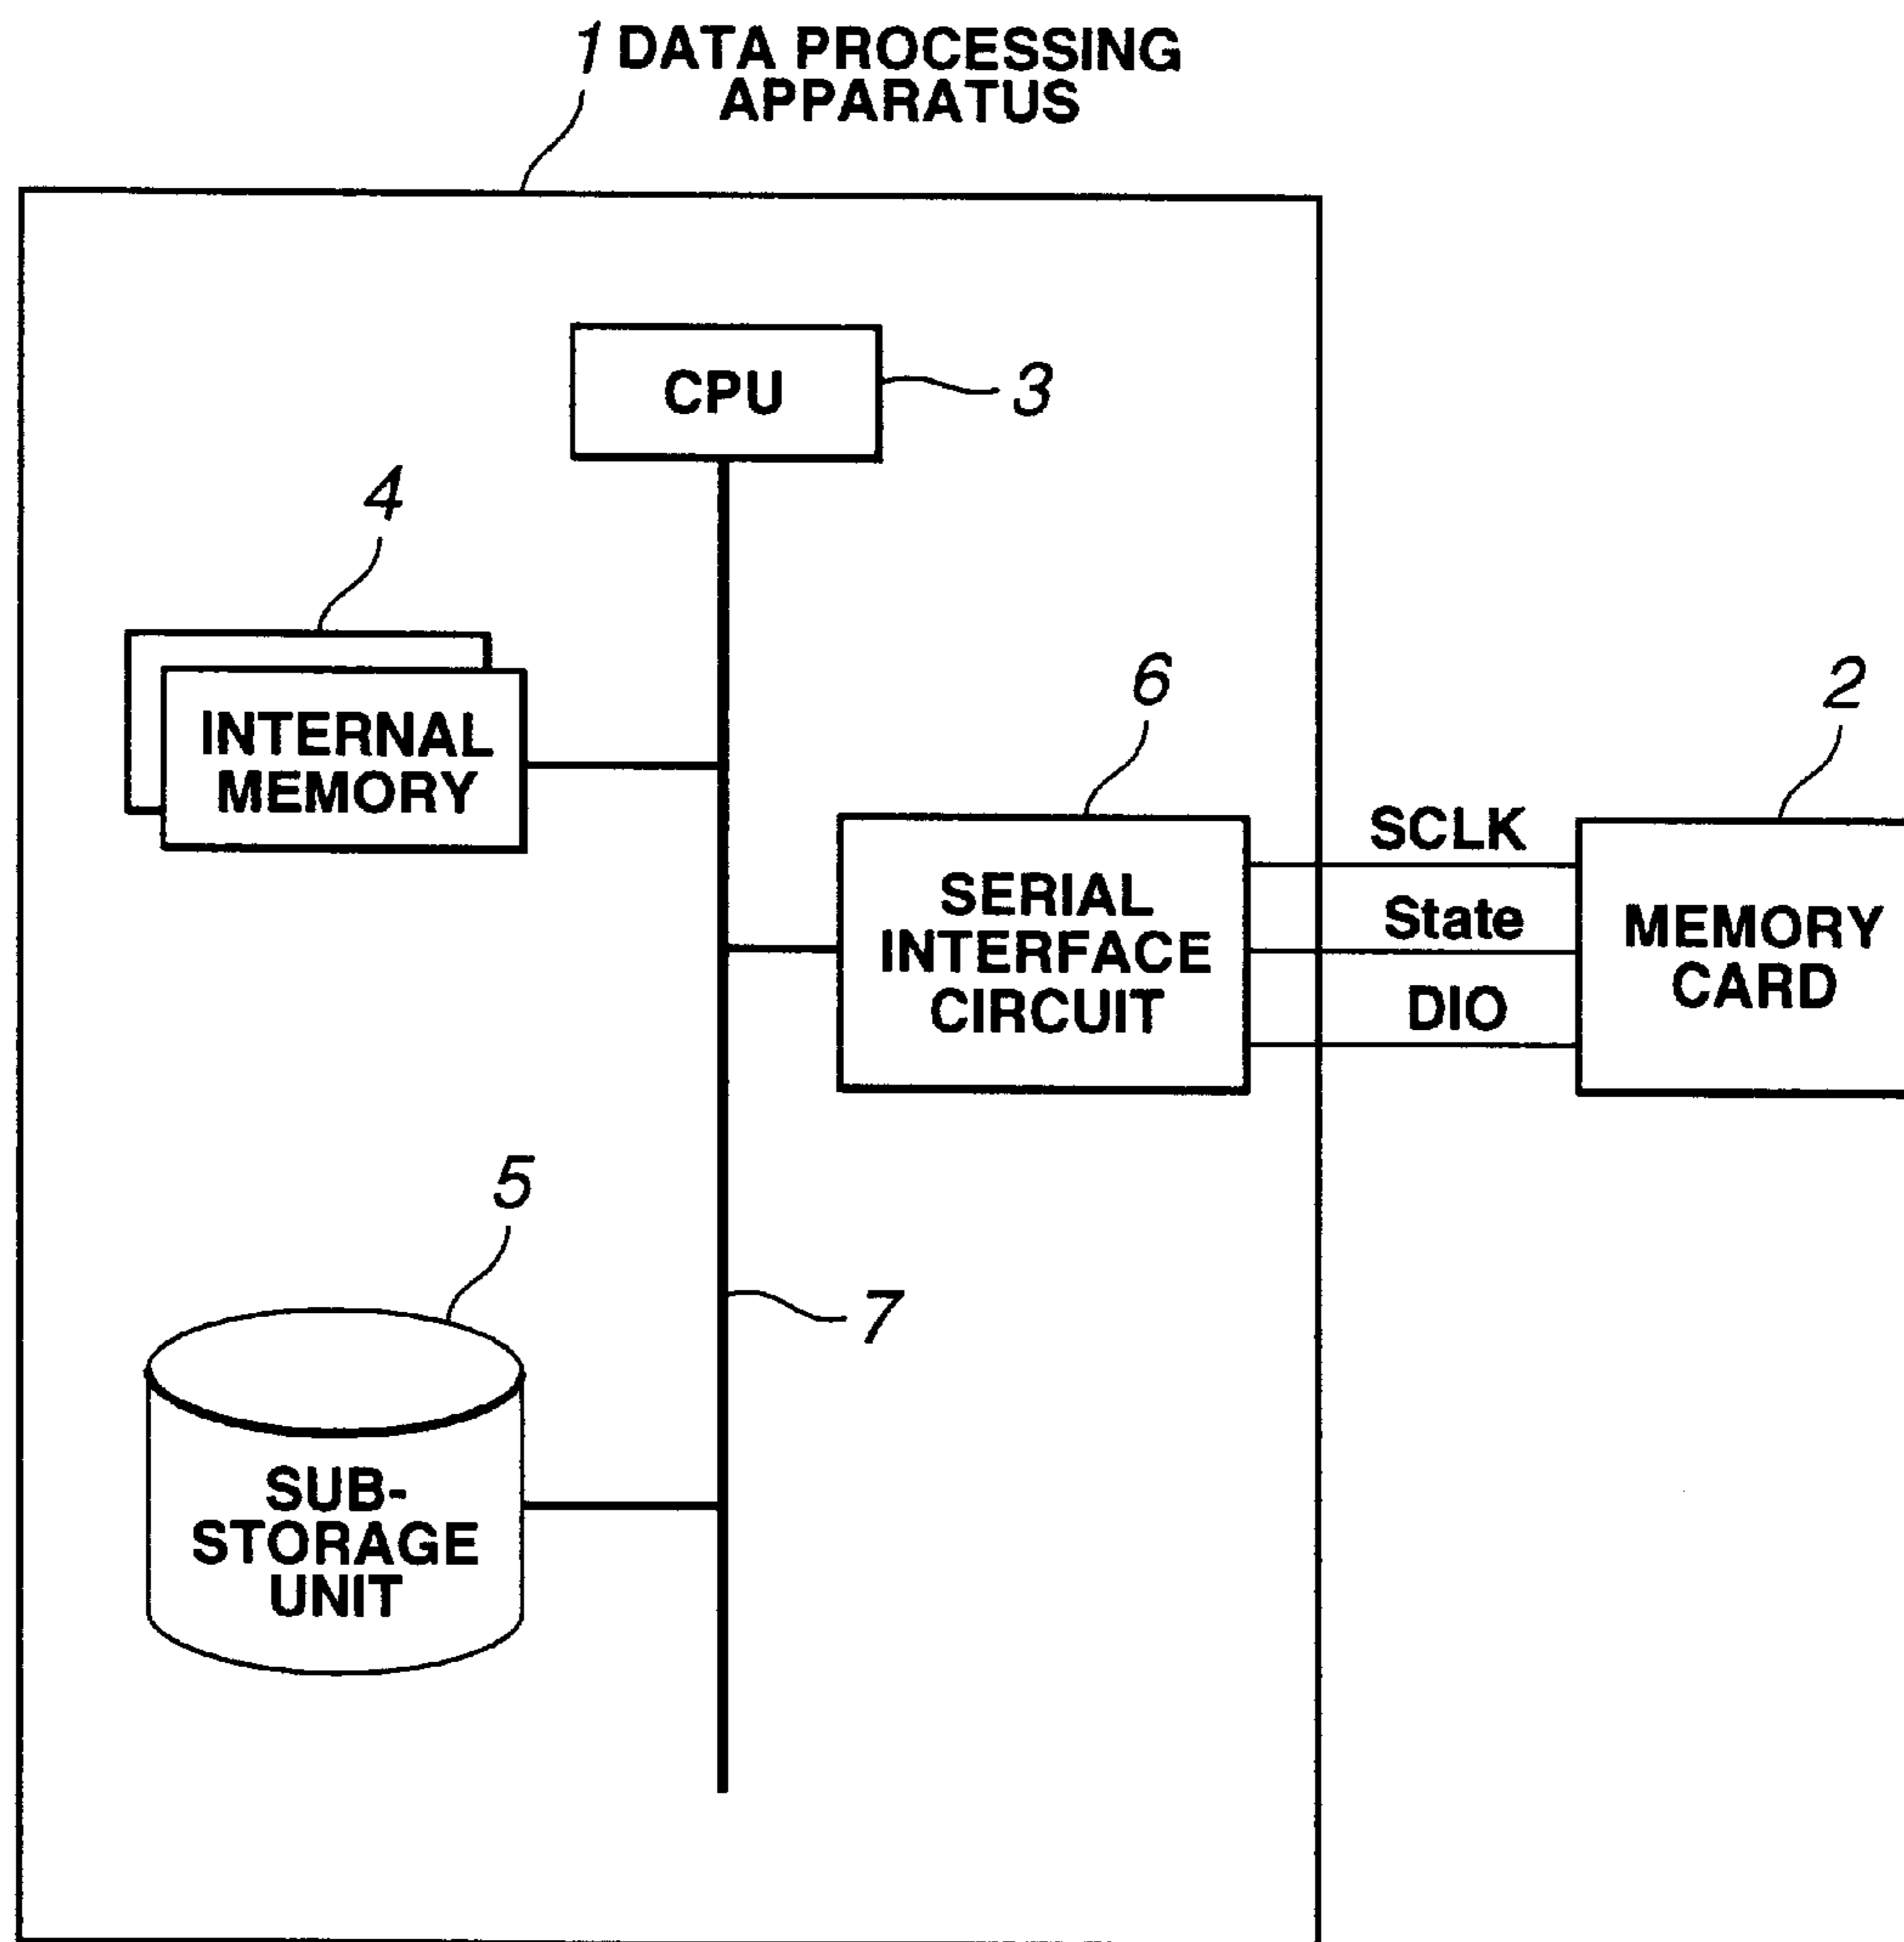 1 DATA PROCESSING
APPARATUS
CPU
3
4
INTERNAL
MEMORY
6
2
SERIAL
INTERFACE
CIRCUIT
SCLK
State
DIO
MEMORY
CARD
5
7
SUB-
STORAGE
UNIT